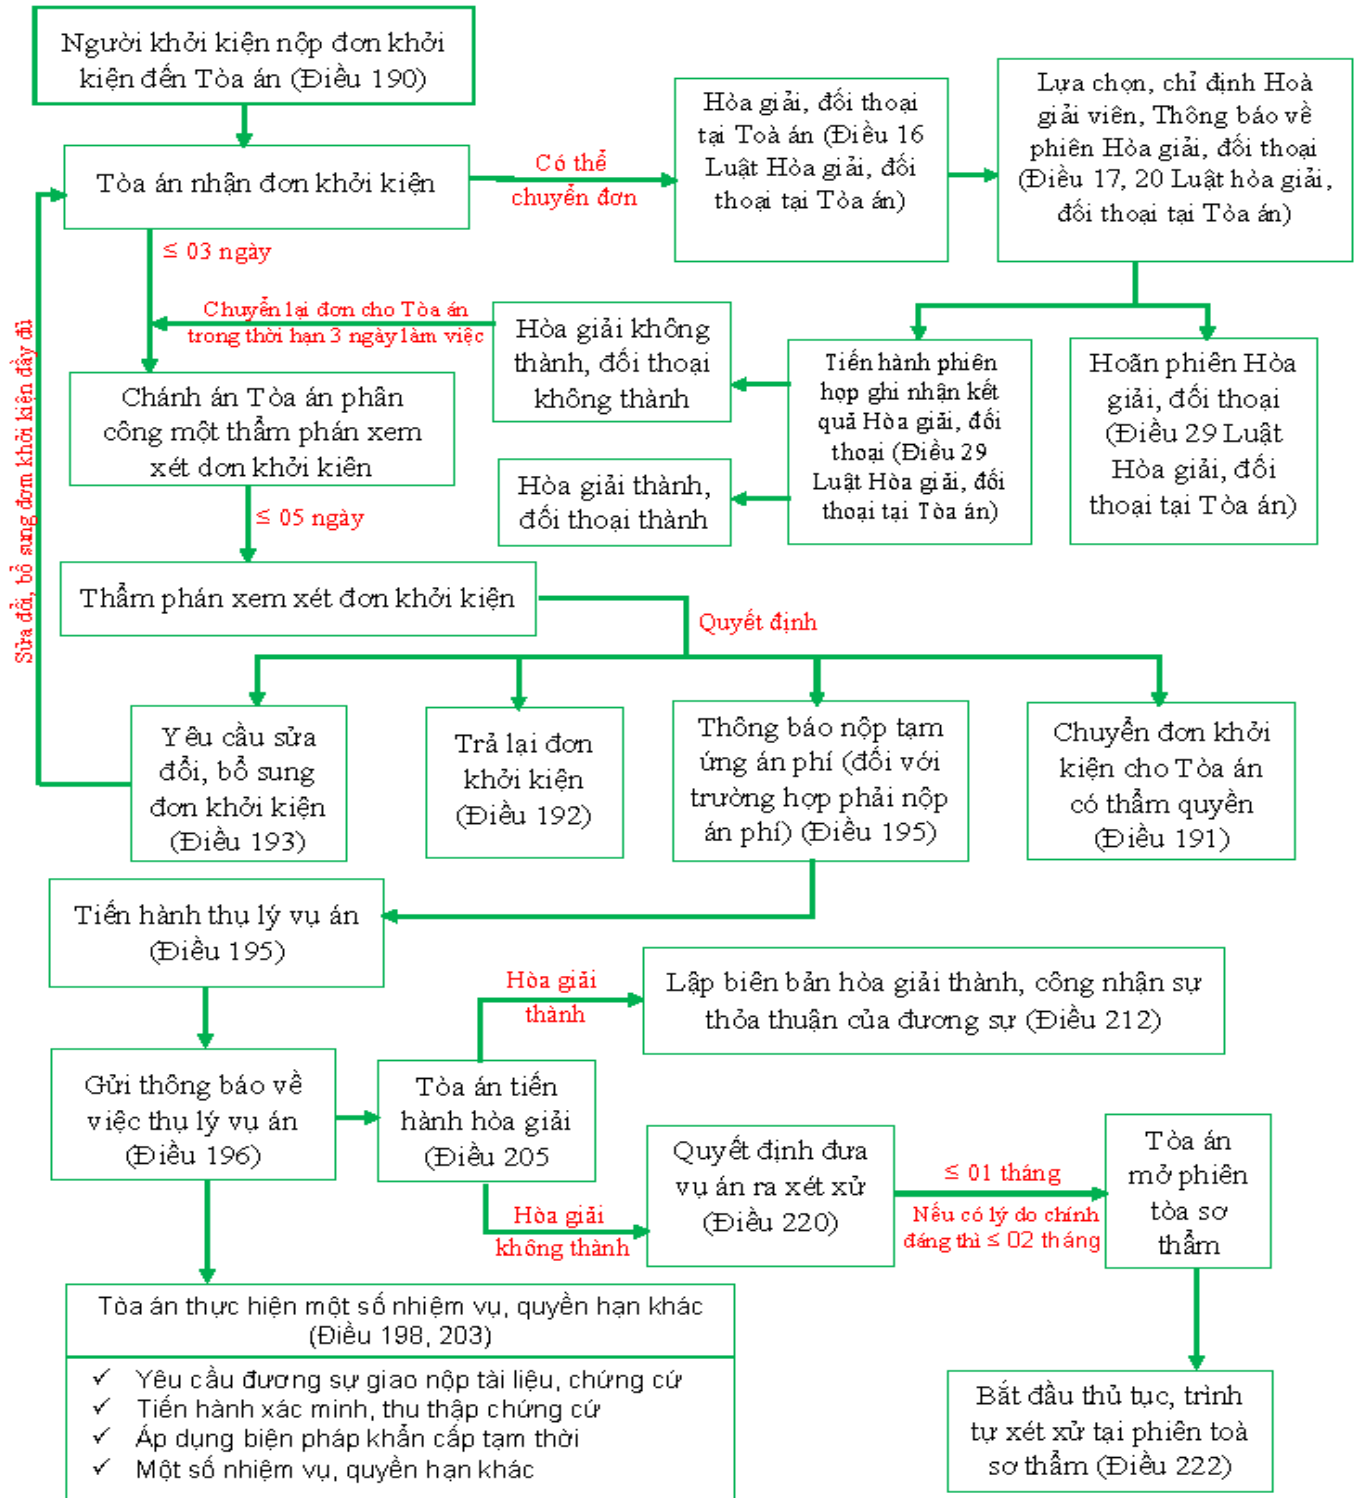 Người khởi kiện nộp đơn khởi
kiện đến Tòa án (Điều 190)
Tòa án nhận đơn khởi kiện
Có thể
chuyển đơn
Hòa giải, đối thoại
tại Toà án (Điều 16
Luật Hòa giải, đối
thoại tại Tòa án)
Lựa chọn, chỉ định Hoà
giải viên, Thông báo về
phiên Hòa giải, đối thoại
(Điều 17, 20 Luật hòa giải,
đối thoại tại Tòa án)
≤ 03 ngày
Chuyển lại đơn cho Tòa án
trong thời hạn 3 ngày làm việc
Hòa giải không
thành, đối thoại
không thành
Tiến hành phiên
họp ghi nhận kết
quả Hòa giải, đối
thoại (Điều 29
Luật Hòa giải, đối
thoại tại Tòa án)
Hoãn phiên Hòa
giải, đối thoại
(Điều 29 Luật
Hòa giải, đối
thoại tại Tòa án)
Chánh án Tòa án phân
công một thẩm phán xem
xét dơn khởi kiên
Hòa giải thành,
đối thoại thành
≤ 05 ngày
Sửa đổi, bổ sung đơm khởi kiện đầy đủ
Thẩm phán xem xét đơn khởi kiện
Quyết định
Yêu cầu sửa
đổi, bổ sung
đơn khởi kiện
(Điều 193)
Trả lại đơn
khởi kiện
(Điều 192)
Thông báo nộp tạm
ứng án phí (đối với
trường hợp phải nộp
án phí) (Điều 195)
Chuyển đơn khởi
kiện cho Tòa án
có thẩm quyền
(Điều 191)
Tiến hành thụ lý vụ án
(Điều 195)
Hòa giải
thành
Lập biên bản hòa giải thành, công nhận sự
thỏa thuận của đương sự (Điều 212)
Gửi thông báo về
việc thụ lý vụ án
(Điều 196)
Tòa án tiến
hành hòa giải
(Điều 205
Hòa giải
không thành
Quyết định đưa
vụ án ra xét xử
(Điều 220)
≤ 01 tháng
Nếu có lý do chính
đáng thì ≤ 02 tháng
Tòa án
mở phiên
tòa sơ
thẩm
Tòa án thực hiện một số nhiệm vụ, quyền hạn khác
(Điều 198, 203)
✓ Yêu cầu đương sự giao nộp tài liệu, chứng cứ
✓ Tiến hành xác minh, thu thập chứng cứ
✓ Áp dụng biện pháp khẩn cấp tạm thời
✓ Một số nhiệm vụ, quyền hạn khác
Bắt đầu thủ tục, trình
tự xét xử tại phiên toà
sơ thẩm (Điều 222)